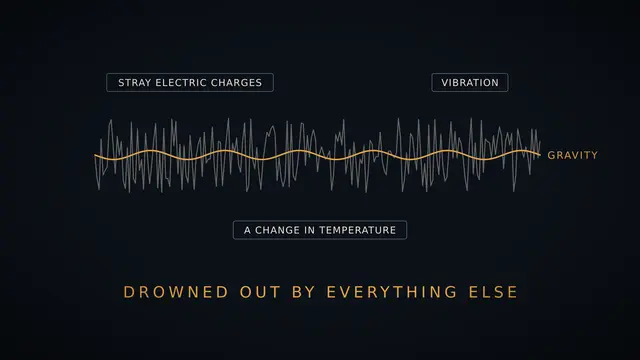 STRAY ELECTRIC CHARGES
VIBRATION
GRAVITY
A CHANGE IN TEMPERATURE
DROWNED OUT BY EVERYTHING ELSE